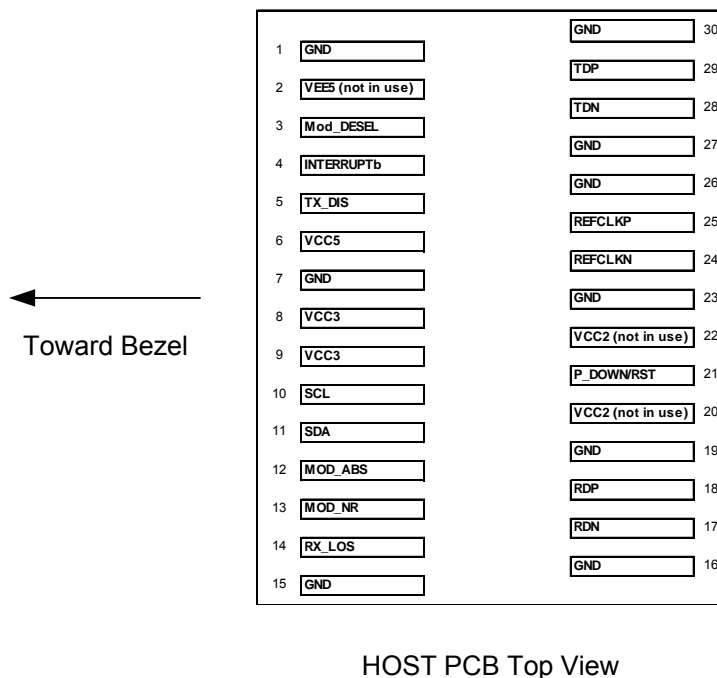 1 GND
2 VEE5 (not in use)
3 Mod_DESEL
4 INTERRUPTb
5 TX_DIS
6 VCC5
7 GND
8 VCC3
9 VCC3
10 SCL
11 SDA
12 MOD_ABS
13 MOD_NR
14 RX_LOS
15 GND
GND 30
TDP 29
TDN 28
GND 27
GND 26
REFCLKP 25
REFCLKN 24
GND 23
VCC2 (not in use) 22
P_DOWN/RST 21
VCC2 (not in use) 20
GND 19
RDP 18
RDN 17
GND 16
Toward Bezel
HOST PCB Top View